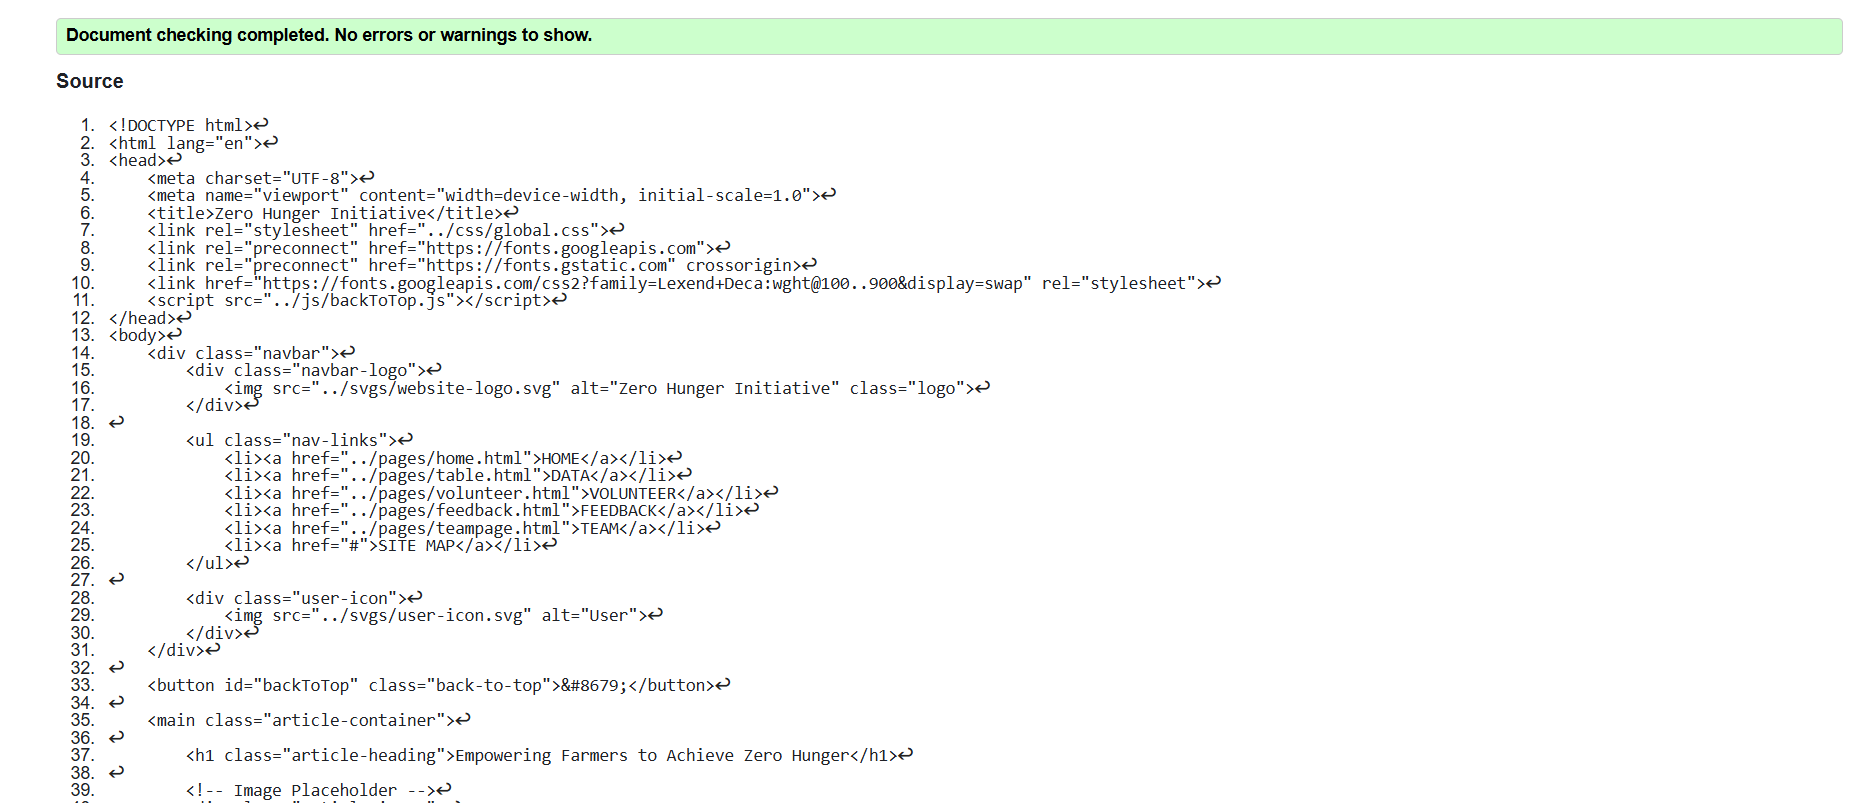 Document checking completed. No errors or warnings to show.
Source
1. <!DOCTYPE html>↩
2. <html lang="en">↩
3. <head>↩
4.     <meta charset="UTF-8">↩
5.     <meta name="viewport" content="width=device-width, initial-scale=1.0">↩
6.     <title>Zero Hunger Initiative</title>↩
7.     <link rel="stylesheet" href="../css/global.css">↩
8.     <link rel="preconnect" href="https://fonts.googleapis.com">↩
9.     <link rel="preconnect" href="https://fonts.gstatic.com" crossorigin>↩
10.     <link href="https://fonts.googleapis.com/css2?family=Lexend+Deca:wght@100..900&display=swap" rel="stylesheet">↩
11.     <script src="../js/backToTop.js"></script>↩
12. </head>↩
13. <body>↩
14.     <div class="navbar">↩
15.         <div class="navbar-logo">↩
16.             <img src="../svgs/website-logo.svg" alt="Zero Hunger Initiative" class="logo">↩
17.         </div>↩
18. ↩
19.         <ul class="nav-links">↩
20.             <li><a href="../pages/home.html">HOME</a></li>↩
21.             <li><a href="../pages/table.html">DATA</a></li>↩
22.             <li><a href="../pages/volunteer.html">VOLUNTEER</a></li>↩
23.             <li><a href="../pages/feedback.html">FEEDBACK</a></li>↩
24.             <li><a href="../pages/teampage.html">TEAM</a></li>↩
25.             <li><a href="#">SITE MAP</a></li>↩
26.         </ul>↩
27. ↩
28.         <div class="user-icon">↩
29.             <img src="../svgs/user-icon.svg" alt="User">↩
30.         </div>↩
31.     </div>↩
32. ↩
33.     <button id="backToTop" class="back-to-top">&#8679;</button>↩
34. ↩
35.     <main class="article-container">↩
36. ↩
37.         <h1 class="article-heading">Empowering Farmers to Achieve Zero Hunger</h1>↩
38. ↩
39.         <!-- Image Placeholder -->↩